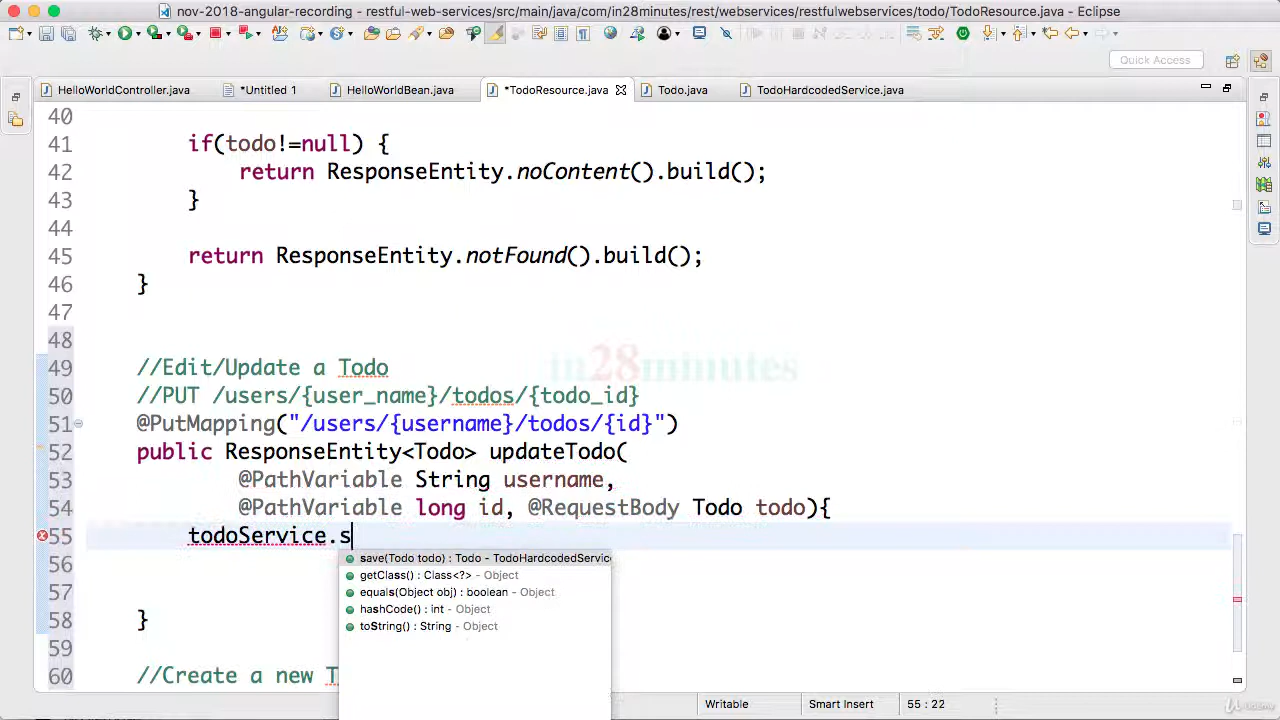 nov-2018-angular-recording - restful-web-services/src/main/java/com/in28minutes/rest/webservices/restfulwebservices/todo/TodoResource.java - Eclipse
Quick Access
HelloWorldController.java *Untitled 1 HelloWorldBean.java *TodoResource.java Todo.java TodoHardcodedService.java
40
41 if(todo!=null) {
42 return ResponseEntity.noContent().build();
43 }
44
45 return ResponseEntity.notFound().build();
46 }
47
48
in28minutes
49 //Edit/Update a Todo
50 //PUT /users/{user_name}/todos/{todo_id}
51 @PutMapping("/users/{username}/todos/{id}")
52 public ResponseEntity<Todo> updateTodo(
53 @PathVariable String username,
54 @PathVariable long id, @RequestBody Todo todo){
55 todoService.s
save(Todo todo) : Todo - TodoHardcodedServic
56
getClass() : Class<?> - Object
57
equals(Object obj) : boolean - Object
hashCode() : int - Object
58 }
toString() : String - Object
59
60 //Create a new T
Writable Smart Insert 55 : 22
Udemy